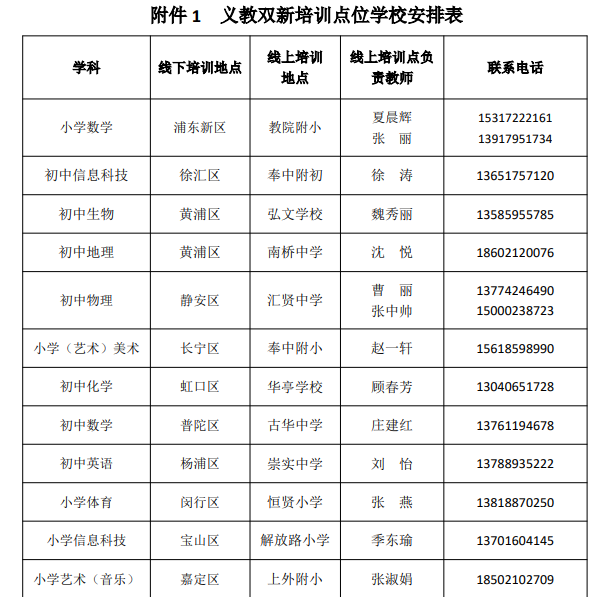 附件 1 义教双新培训点位学校安排表
学科 线下培训地点 线上培训地点 线上培训点负责教师 联系电话
小学数学 浦东新区 教院附小 夏晨辉 15317222161
张 丽 13917951734
初中信息科技 徐汇区 奉中附初 徐 涛 13651757120
初中生物 黄浦区 弘文学校 魏秀丽 13585955785
初中地理 黄浦区 南桥中学 沈 悦 18602120076
初中物理 静安区 汇贤中学 曹 丽 13774246490
张中帅 15000238723
小学（艺术）美术 长宁区 奉中附小 赵一轩 15618598990
初中化学 虹口区 华亭学校 顾春芳 13040651728
初中数学 普陀区 古华中学 庄建红 13761194678
初中英语 杨浦区 崇实中学 刘 怡 13788935222
小学体育 闵行区 恒贤小学 张 燕 13818870250
小学信息科技 宝山区 解放路小学 季东瑜 13701604145
小学艺术（音乐） 嘉定区 上外附小 张淑娟 18502102709